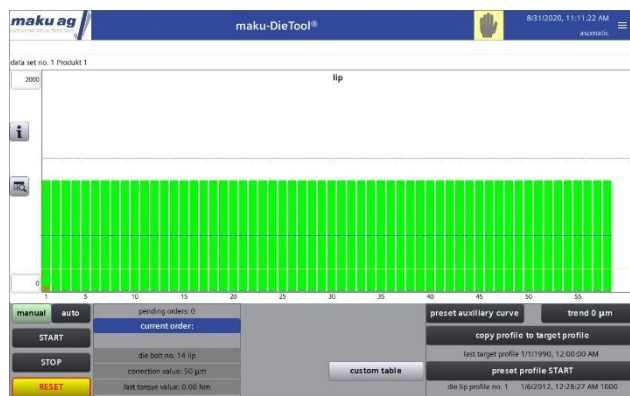 maku ag
maku-DieTool®
8/31/2020, 11:11:22 AM
asomatic
data set no. 1 Produkt 1
2000
lip
i
0
1 5 10 15 20 25 30 35 40 45 50 55
manual auto
START
STOP
RESET
pending orders: 0
current order:
die bolt no. 14 lip
correction value: 50 μm
last torque value: 0.00 Nm
custom table
preset auxiliary curve
trend 0 μm
copy profile to target profile
last target profile 1/1/1990, 12:00:00 AM
preset profile START
die lip profile no. 1 1/6/2012, 12:28:27 AM 1000